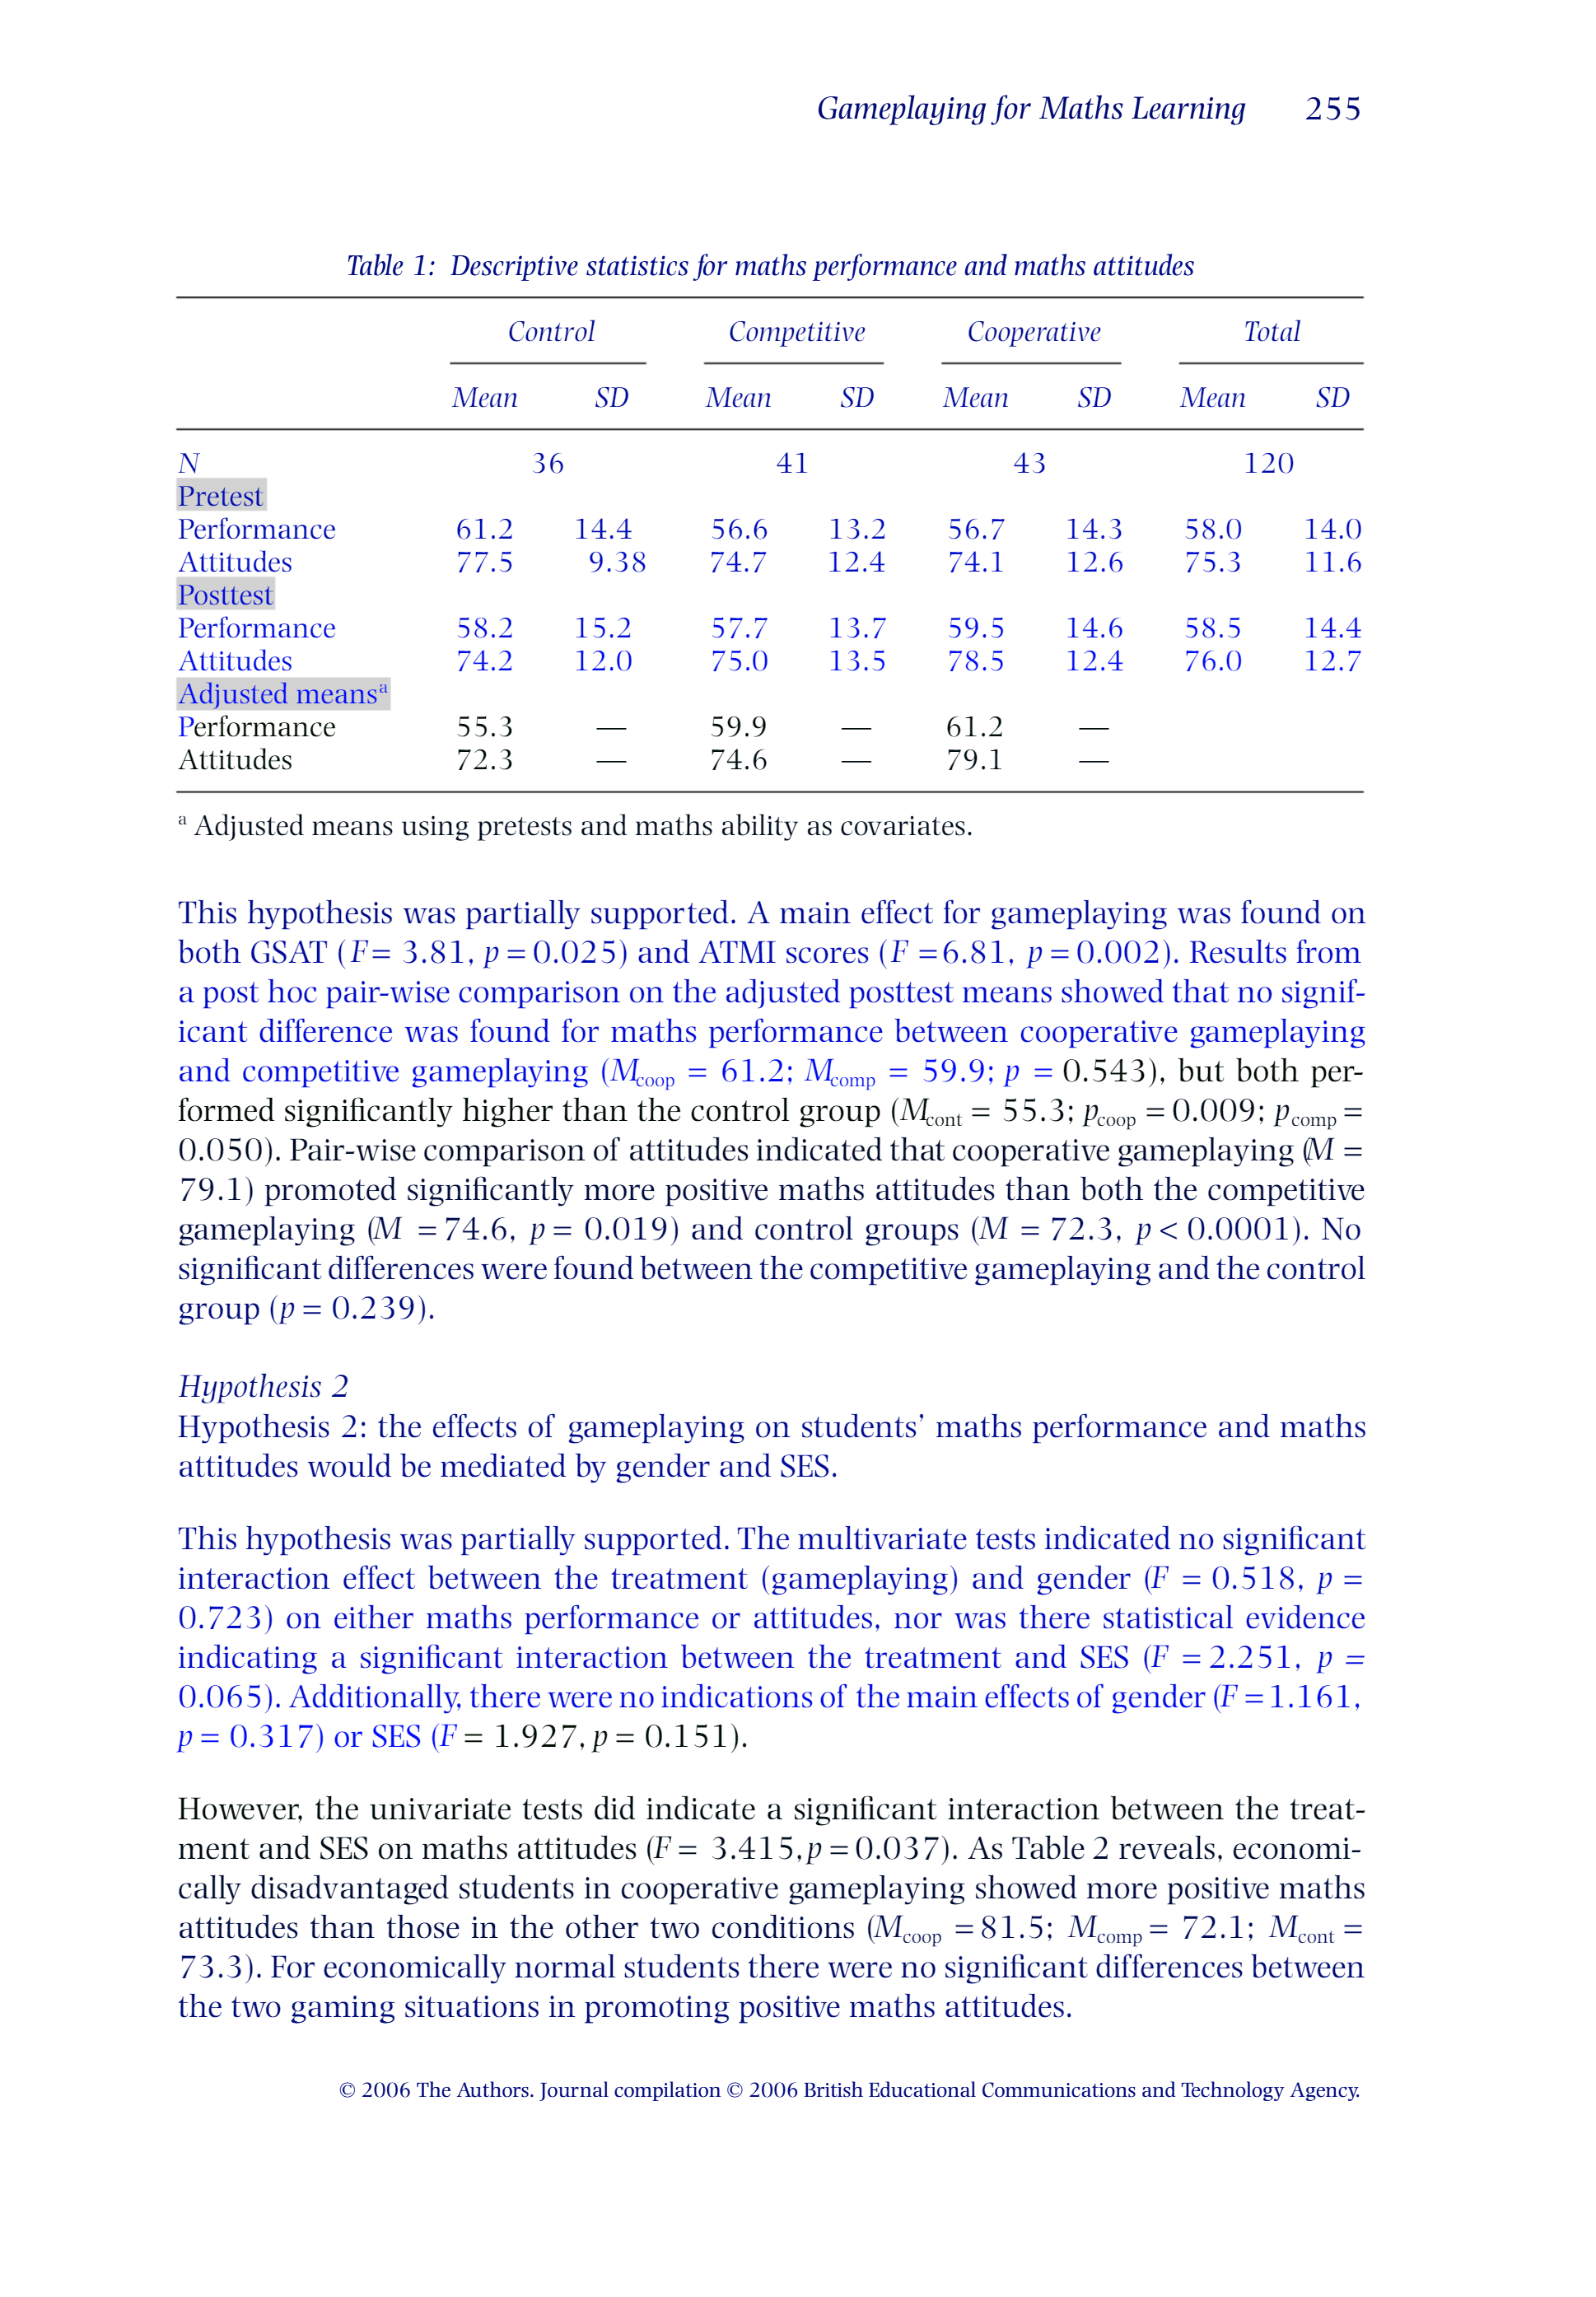 Gameplaying for Maths Learning 255
Table 1: Descriptive statistics for maths performance and maths attitudes
Control Competitive Cooperative Total
Mean SD Mean SD Mean SD Mean SD
N 36 41 43 120
Pretest
Performance 61.2 14.4 56.6 13.2 56.7 14.3 58.0 14.0
Attitudes 77.5 9.38 74.7 12.4 74.1 12.6 75.3 11.6
Posttest
Performance 58.2 15.2 57.7 13.7 59.5 14.6 58.5 14.4
Attitudes 74.2 12.0 75.0 13.5 78.5 12.4 76.0 12.7
Adjusted meansa
Performance 55.3 — 59.9 — 61.2 —
Attitudes 72.3 — 74.6 — 79.1 —
a Adjusted means using pretests and maths ability as covariates.
This hypothesis was partially supported. A main effect for gameplaying was found on
both GSAT (F = 3.81, p = 0.025) and ATMI scores (F = 6.81, p = 0.002). Results from
a post hoc pair-wise comparison on the adjusted posttest means showed that no signif-
icant difference was found for maths performance between cooperative gameplaying
and competitive gameplaying (Mcoop = 61.2; Mcomp = 59.9; p = 0.543), but both per-
formed significantly higher than the control group (Mcont = 55.3; pcoop = 0.009; pcomp =
0.050). Pair-wise comparison of attitudes indicated that cooperative gameplaying (M =
79.1) promoted significantly more positive maths attitudes than both the competitive
gameplaying (M = 74.6, p = 0.019) and control groups (M = 72.3, p < 0.0001). No
significant differences were found between the competitive gameplaying and the control
group (p = 0.239).
Hypothesis 2
Hypothesis 2: the effects of gameplaying on students’ maths performance and maths
attitudes would be mediated by gender and SES.
This hypothesis was partially supported. The multivariate tests indicated no significant
interaction effect between the treatment (gameplaying) and gender (F = 0.518, p =
0.723) on either maths performance or attitudes, nor was there statistical evidence
indicating a significant interaction between the treatment and SES (F = 2.251, p =
0.065). Additionally, there were no indications of the main effects of gender (F = 1.161,
p = 0.317) or SES (F = 1.927, p = 0.151).
However, the univariate tests did indicate a significant interaction between the treat-
ment and SES on maths attitudes (F = 3.415, p = 0.037). As Table 2 reveals, economi-
cally disadvantaged students in cooperative gameplaying showed more positive maths
attitudes than those in the other two conditions (Mcoop = 81.5; Mcomp = 72.1; Mcont =
73.3). For economically normal students there were no significant differences between
the two gaming situations in promoting positive maths attitudes.
© 2006 The Authors. Journal compilation © 2006 British Educational Communications and Technology Agency.